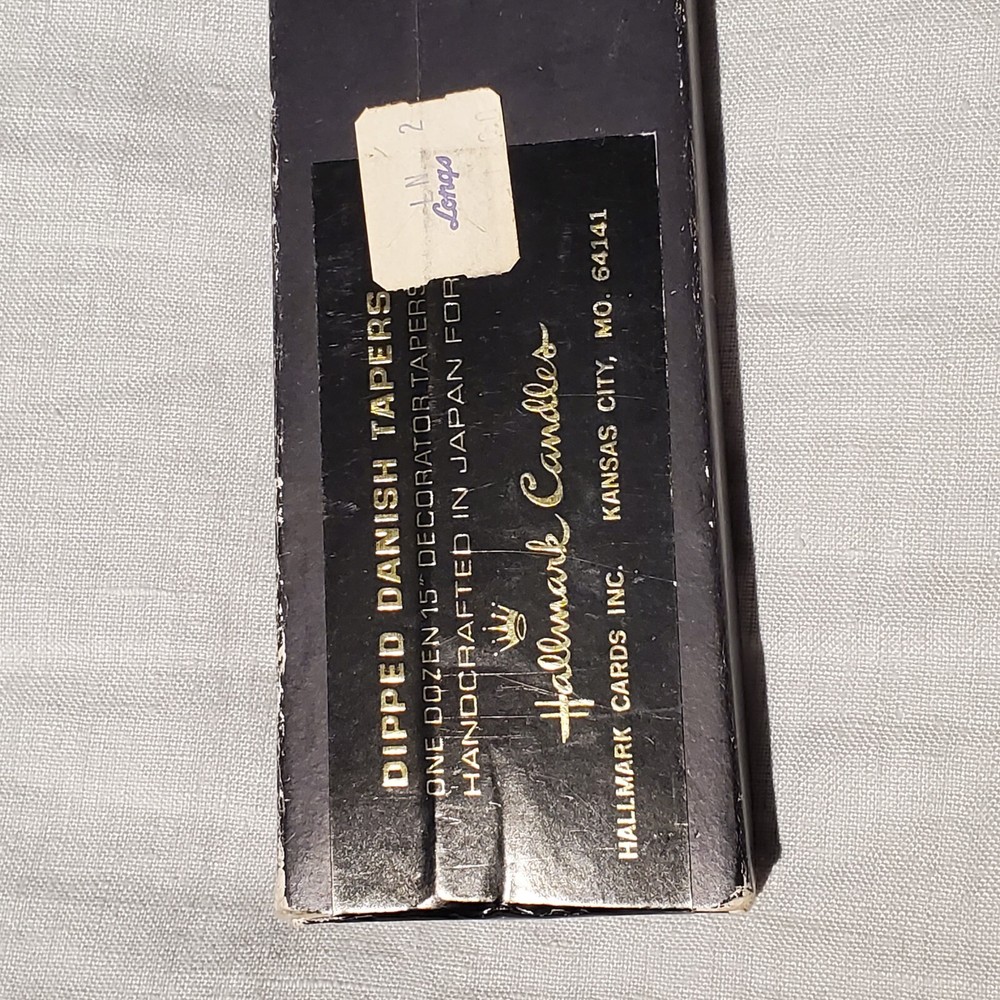 DIPPED DANISH TAPERS
ONE DOZEN 15" DECORATOR TAPERS
HANDCRAFTED IN JAPAN FOR
Hallmark Candles
HALLMARK CARDS INC. KANSAS CITY, MO. 64141
2
Longs